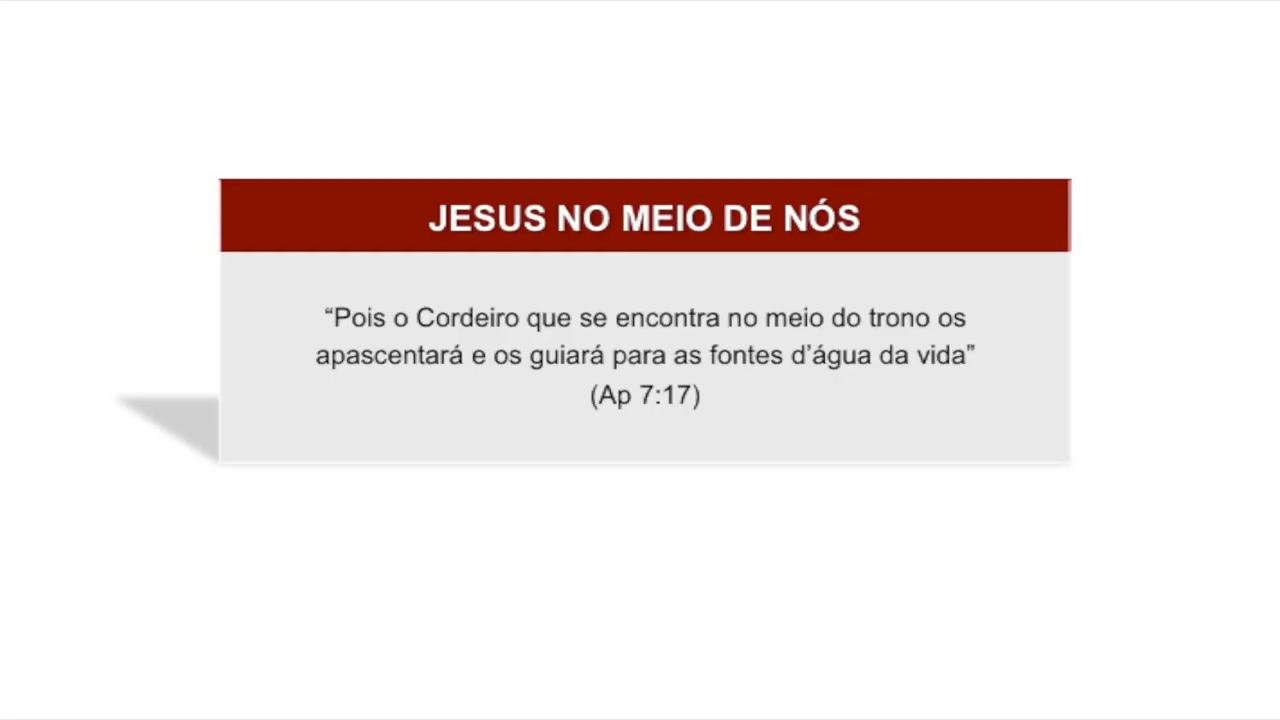 JESUS NO MEIO DE NÓS
“Pois o Cordeiro que se encontra no meio do trono os
apascentará e os guiará para as fontes d’água da vida”
(Ap 7:17)